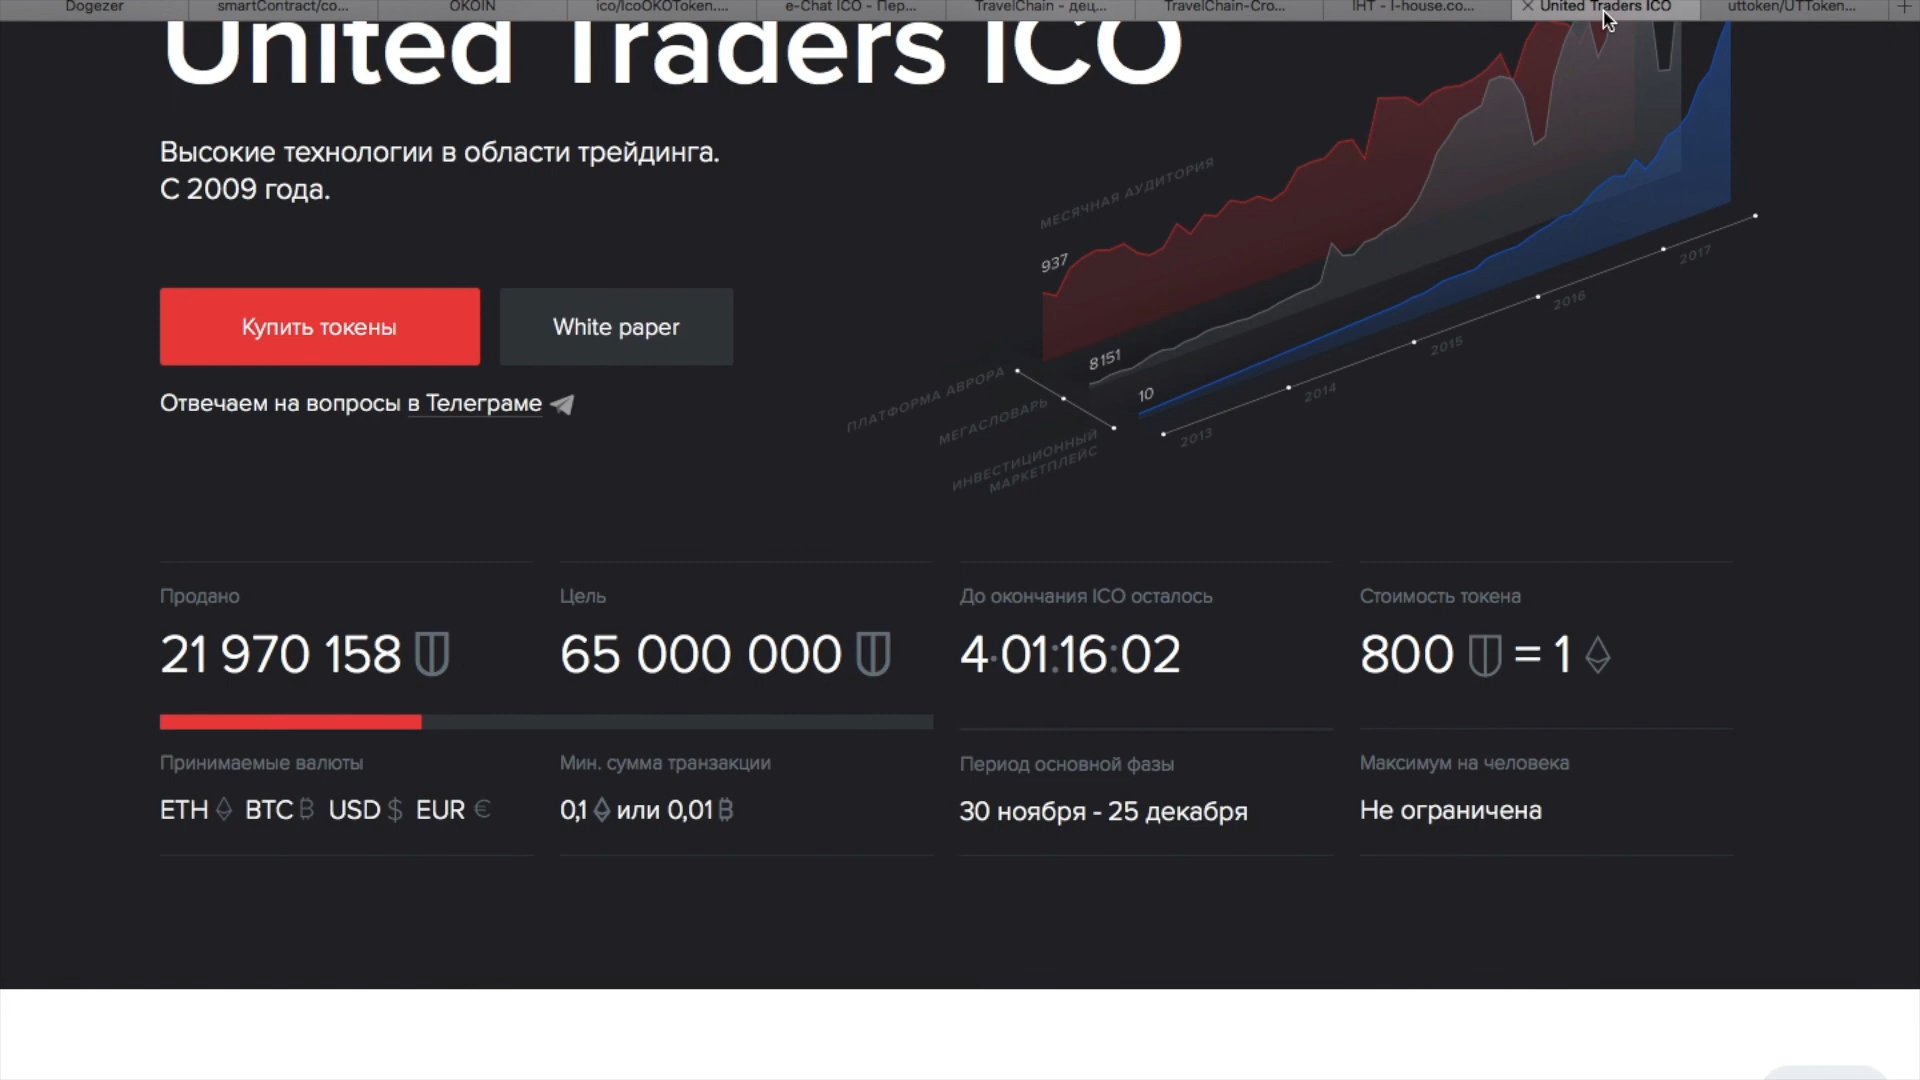 Dogezer
smartContract/co...
OKOIN
ico/IcoOKOToken....
e-Chat ICO - Пер...
TravelChain - дец...
TravelChain-Cro...
IHT - I-house.co...
United Traders ICO
uttoken/UTToken...
United Traders ICO
Высокие технологии в области трейдинга.
С 2009 года.
Купить токены
White paper
Отвечаем на вопросы в Телеграме
МЕСЯЧНАЯ АУДИТОРИЯ
937
8151
10
ПЛАТФОРМА АВРОРА
МЕГАСЛОВАРЬ
ИНВЕСТИЦИОННЫЙ
МАРКЕТПЛЕЙС
2013
2014
2015
2016
2017
Продано
21 970 158
Цель
65 000 000
До окончания ICO осталось
4·01:16:02
Стоимость токена
800 = 1
Принимаемые валюты
ETH BTC USD $ EUR €
Мин. сумма транзакции
0,1 или 0,01
Период основной фазы
30 ноября - 25 декабря
Максимум на человека
Не ограничена